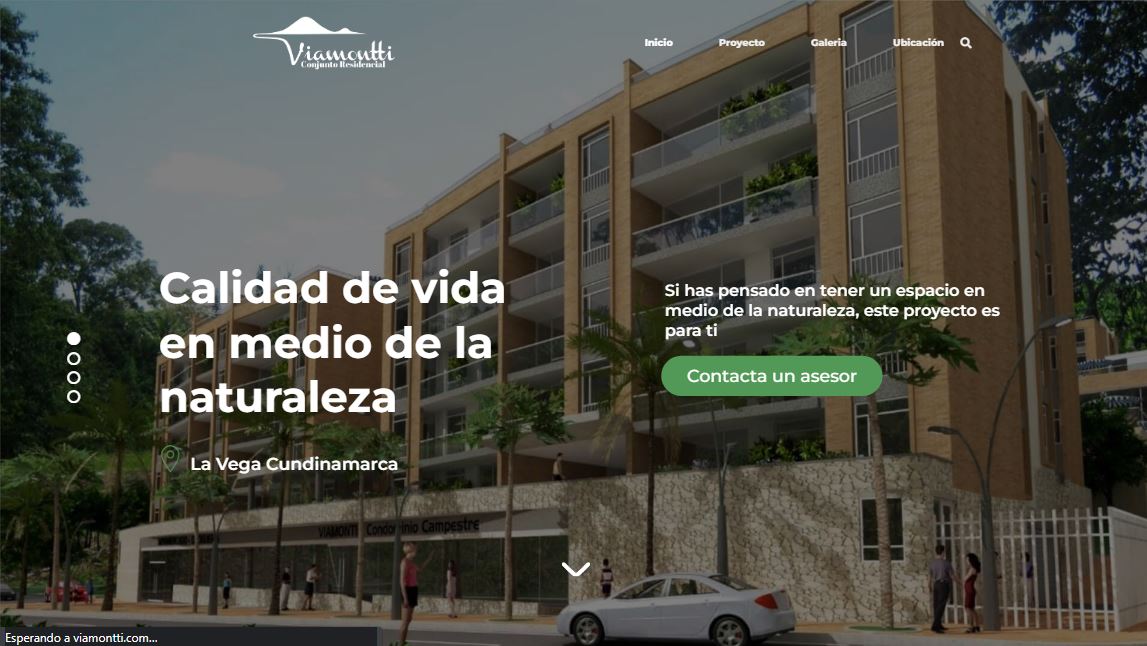 Viamontti
Conjunto Residencial
Inicio
Proyecto
Galeria
Ubicación
Calidad de vida
en medio de la
naturaleza
La Vega Cundinamarca
Si has pensado en tener un espacio en
medio de la naturaleza, este proyecto es
para ti
Contacta un asesor
VIAMONTTI Condominio Campestre
Esperando a viamontti.com...